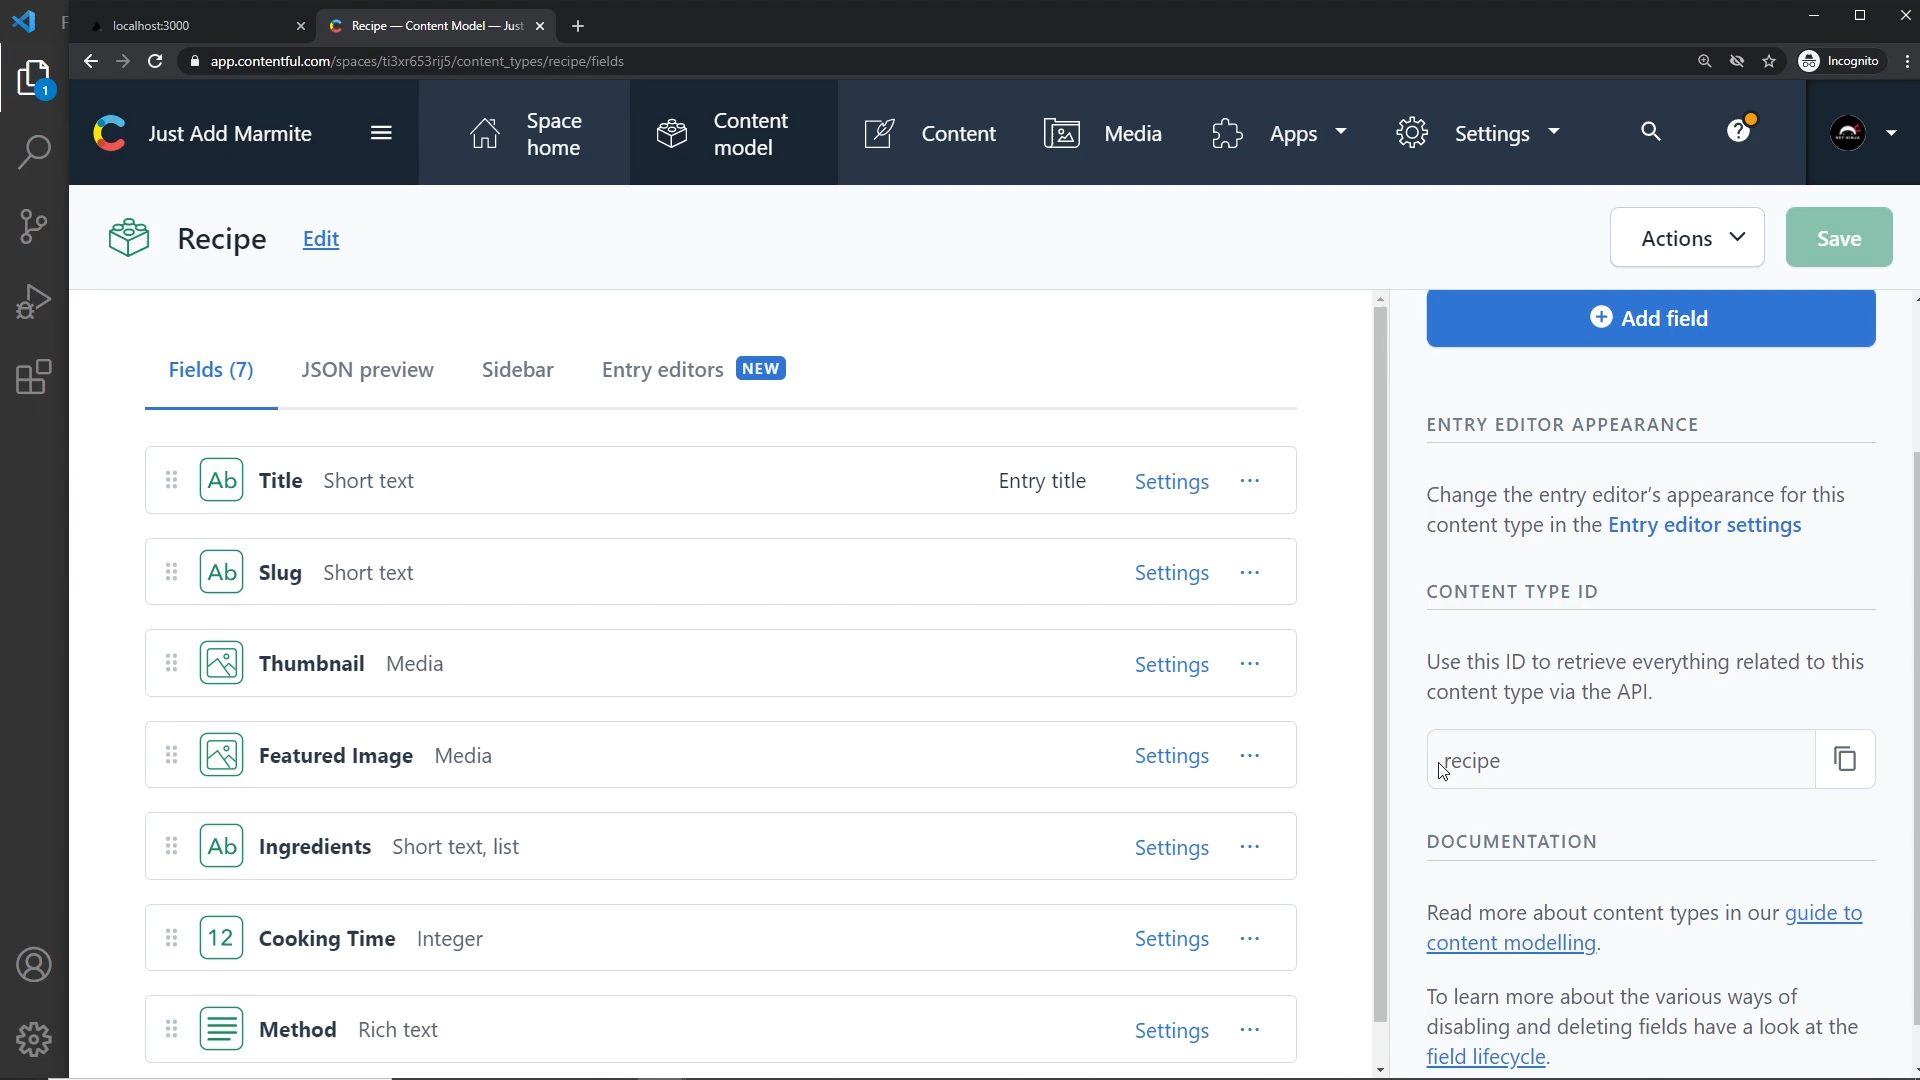 F
localhost:3000
Recipe — Content Model — Just
app.contentful.com/spaces/ti3xr653rij5/content_types/recipe/fields
Incognito
1
Just Add Marmite
Space home
Content model
Content
Media
Apps
Settings
?
Recipe
Edit
Actions
Save
Fields (7)
JSON preview
Sidebar
Entry editors
NEW
Ab Title Short text Entry title Settings
Ab Slug Short text Settings
Thumbnail Media Settings
Featured Image Media Settings
Ab Ingredients Short text, list Settings
12 Cooking Time Integer Settings
Method Rich text Settings
Add field
ENTRY EDITOR APPEARANCE
Change the entry editor's appearance for this
content type in the Entry editor settings
CONTENT TYPE ID
Use this ID to retrieve everything related to this
content type via the API.
recipe
DOCUMENTATION
Read more about content types in our guide to
content modelling.
To learn more about the various ways of
disabling and deleting fields have a look at the
field lifecycle.